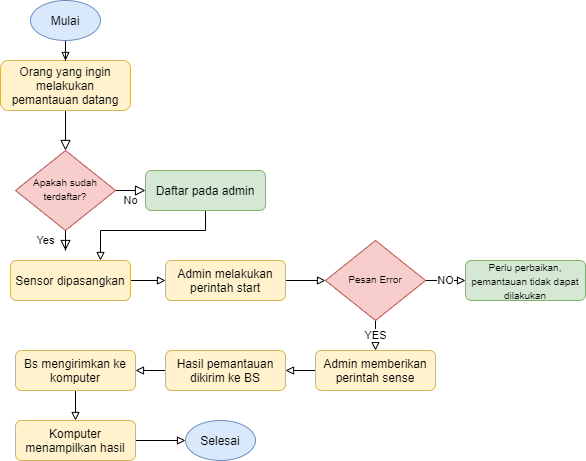 Mulai
Orang yang ingin
melakukan
pemantauan datang
Apakah sudah
terdaftar?
No
Daftar pada admin
Yes
Sensor dipasangkan
Admin melakukan
perintah start
Pesan Error
NO
Perlu perbaikan,
pemantauan tidak dapat
dilakukan
YES
Admin memberikan
perintah sense
Hasil pemantauan
dikirim ke BS
Bs mengirimkan ke
komputer
Komputer
menampilkan hasil
Selesai